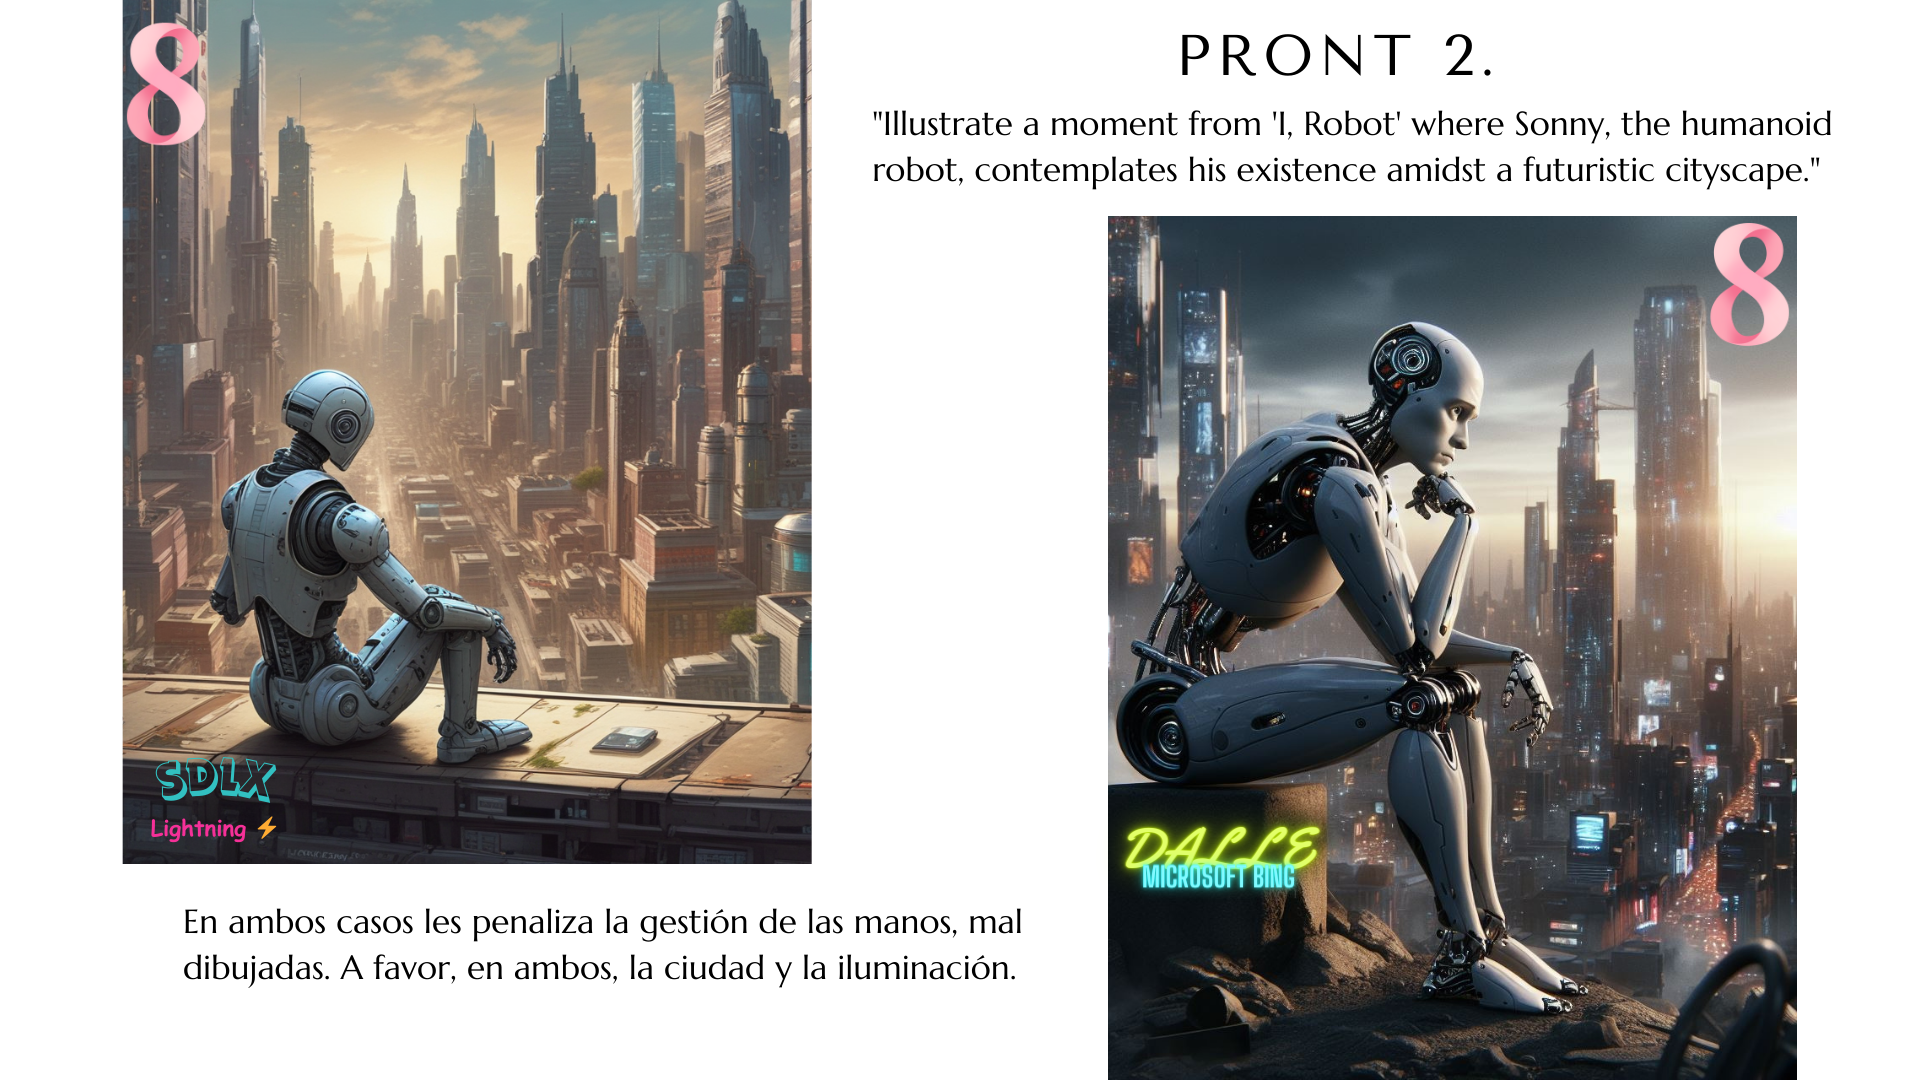 8
PRONT 2.
"Illustrate a moment from 'I, Robot' where Sonny, the humanoid
robot, contemplates his existence amidst a futuristic cityscape."
8
SDLX
Lightning ⚡
DALLE
MICROSOFT BING
En ambos casos les penaliza la gestión de las manos, mal
dibujadas. A favor, en ambos, la ciudad y la iluminación.